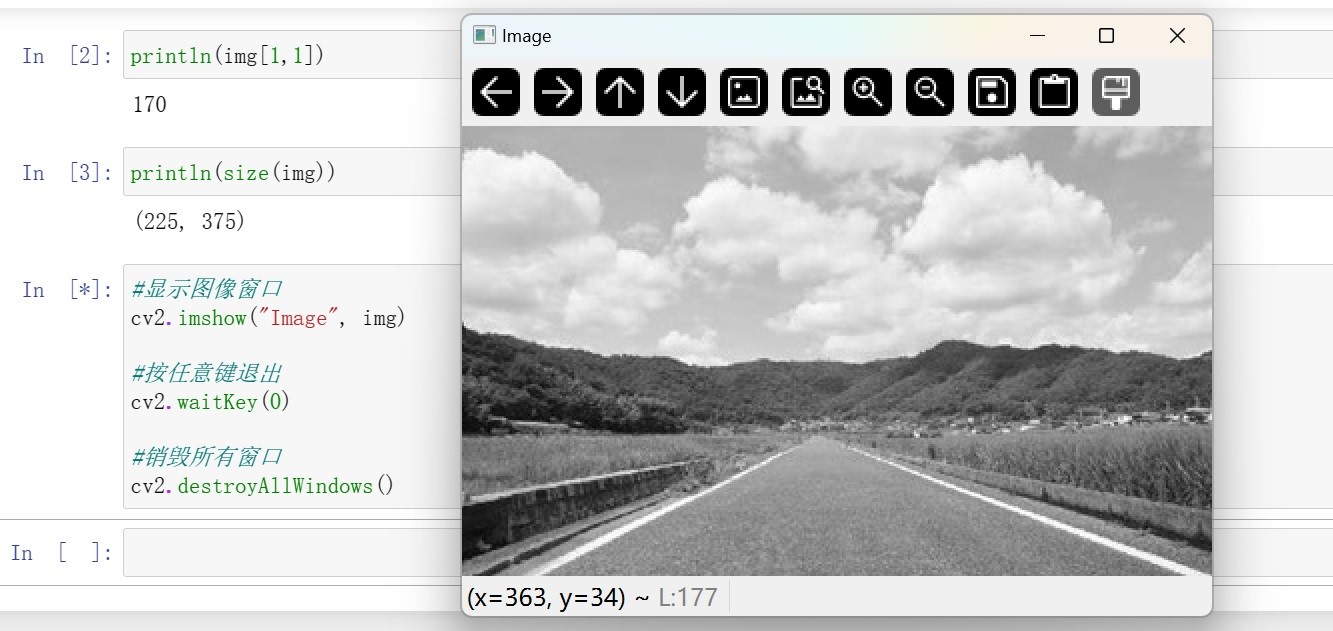 In [2]: println(img[1,1])
170
In [3]: println(size(img))
(225, 375)
In [*]: #显示图像窗口
cv2.imshow("Image", img)
#按任意键退出
cv2.waitKey(0)
#销毁所有窗口
cv2.destroyAllWindows()
In [ ]:
Image
(x=363, y=34) ~ L:177